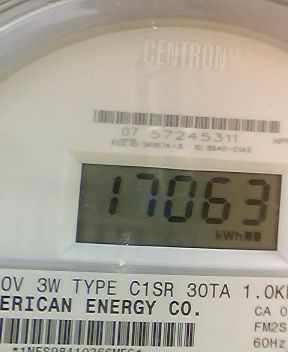 CENTRON®
07 57245311
17063
kWh
0V 3W TYPE C1SR 30TA 1.0K
ERICAN ENERGY CO.
CA 0
FM2S
60Hz